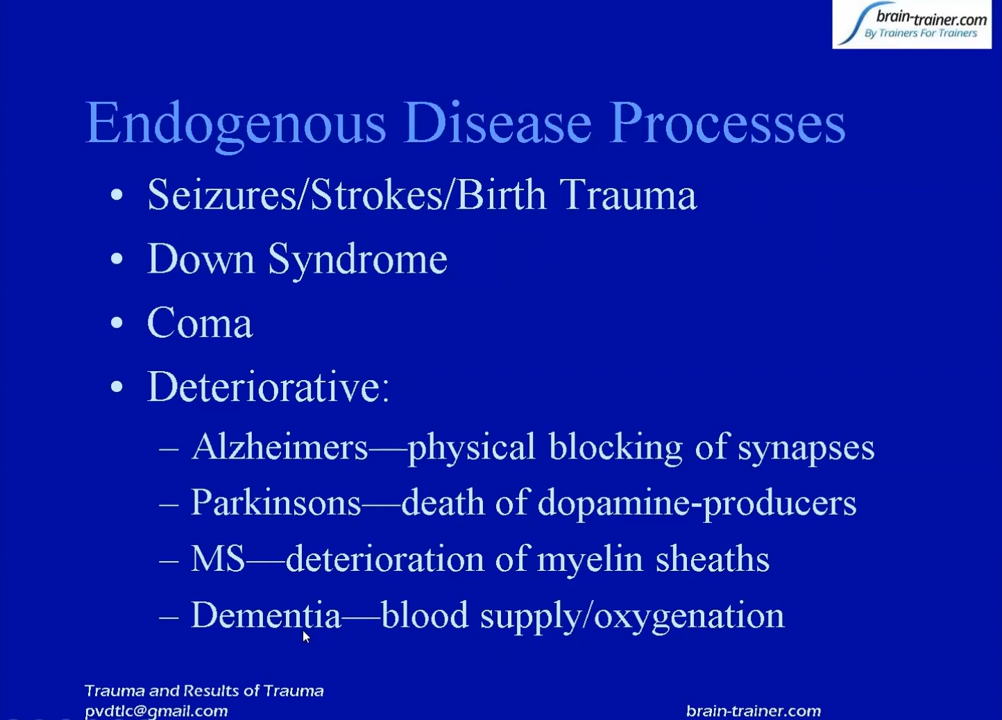 brain-trainer.com
By Trainers For Trainers
Endogenous Disease Processes
• Seizures/Strokes/Birth Trauma
• Down Syndrome
• Coma
• Deteriorative:
– Alzheimers—physical blocking of synapses
– Parkinsons—death of dopamine-producers
– MS—deterioration of myelin sheaths
– Dementia—blood supply/oxygenation
Trauma and Results of Trauma
pvdtlc@gmail.com
brain-trainer.com